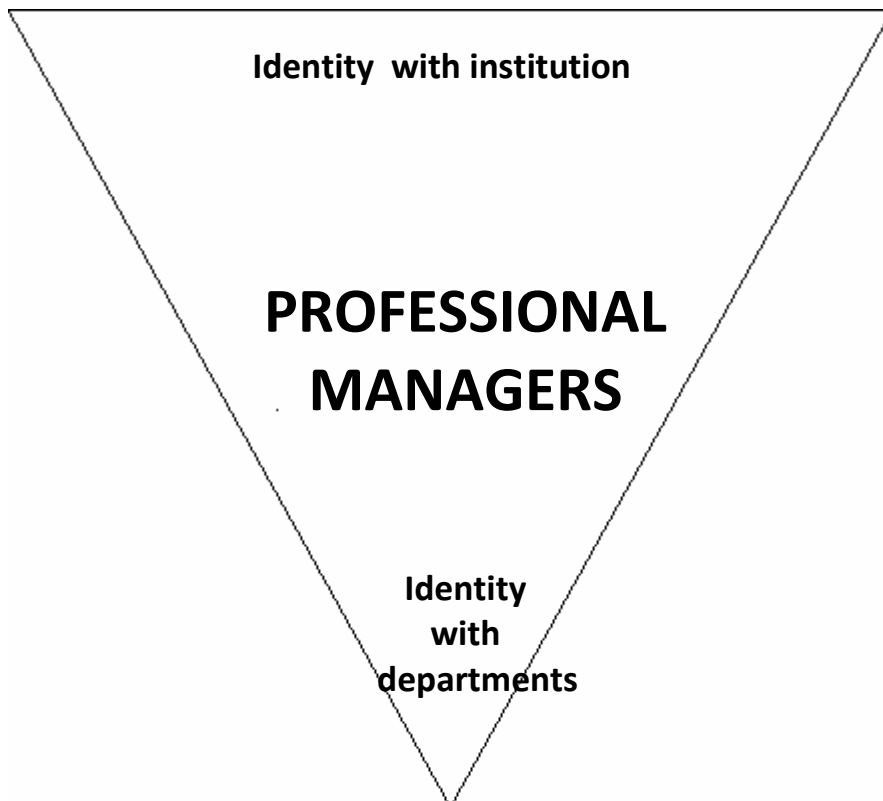 Identity with institution
PROFESSIONAL
MANAGERS
Identity
with
departments